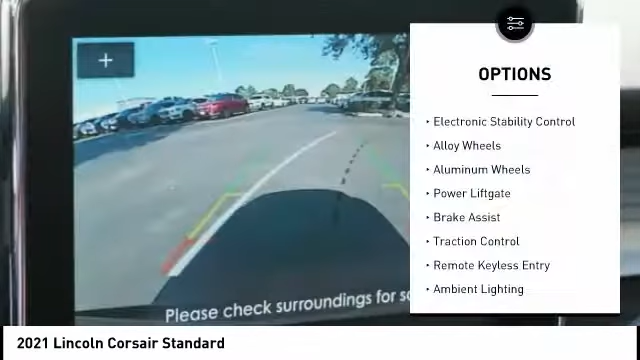 +
OPTIONS
• Electronic Stability Control
• Alloy Wheels
• Aluminum Wheels
• Power Liftgate
• Brake Assist
• Traction Control
• Remote Keyless Entry
• Ambient Lighting
Please check surroundings for
2021 Lincoln Corsair Standard